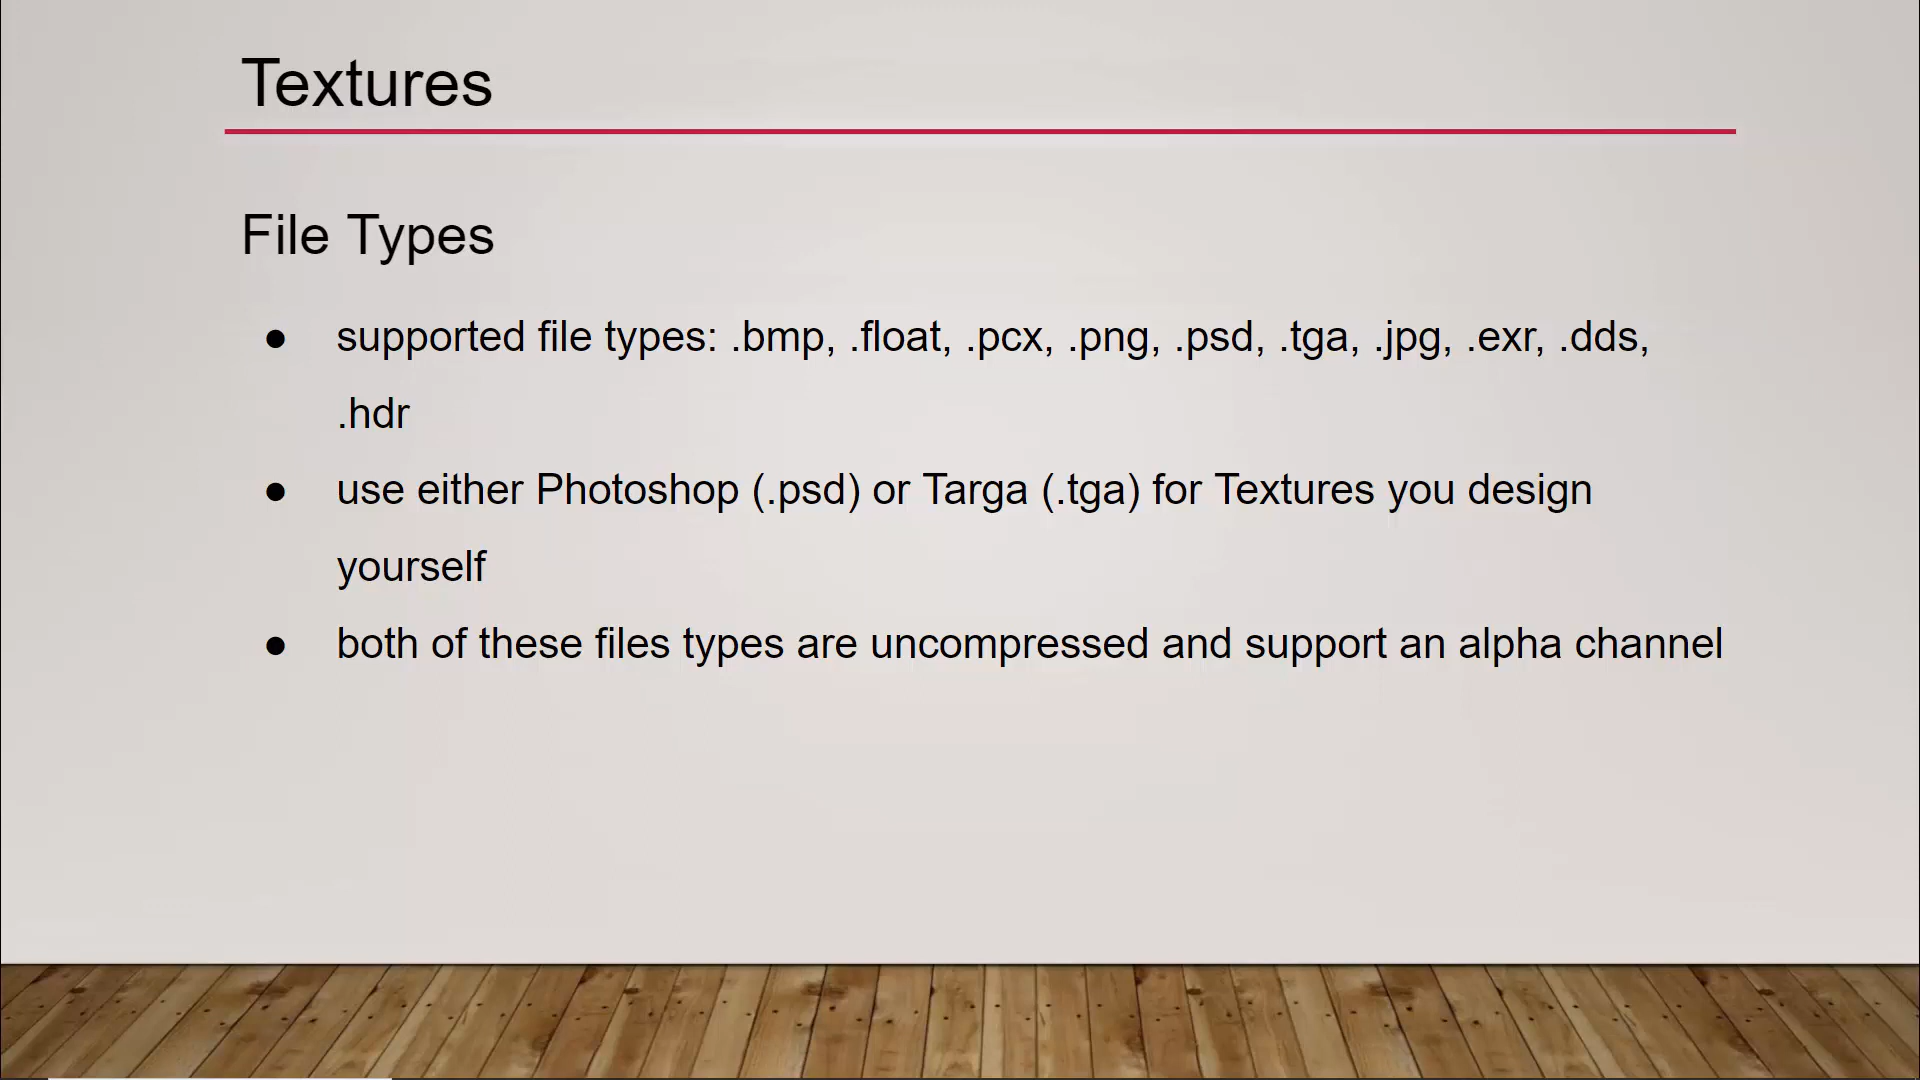 Textures
File Types
● supported file types: .bmp, .float, .pcx, .png, .psd, .tga, .jpg, .exr, .dds,
.hdr
● use either Photoshop (.psd) or Targa (.tga) for Textures you design
yourself
● both of these files types are uncompressed and support an alpha channel